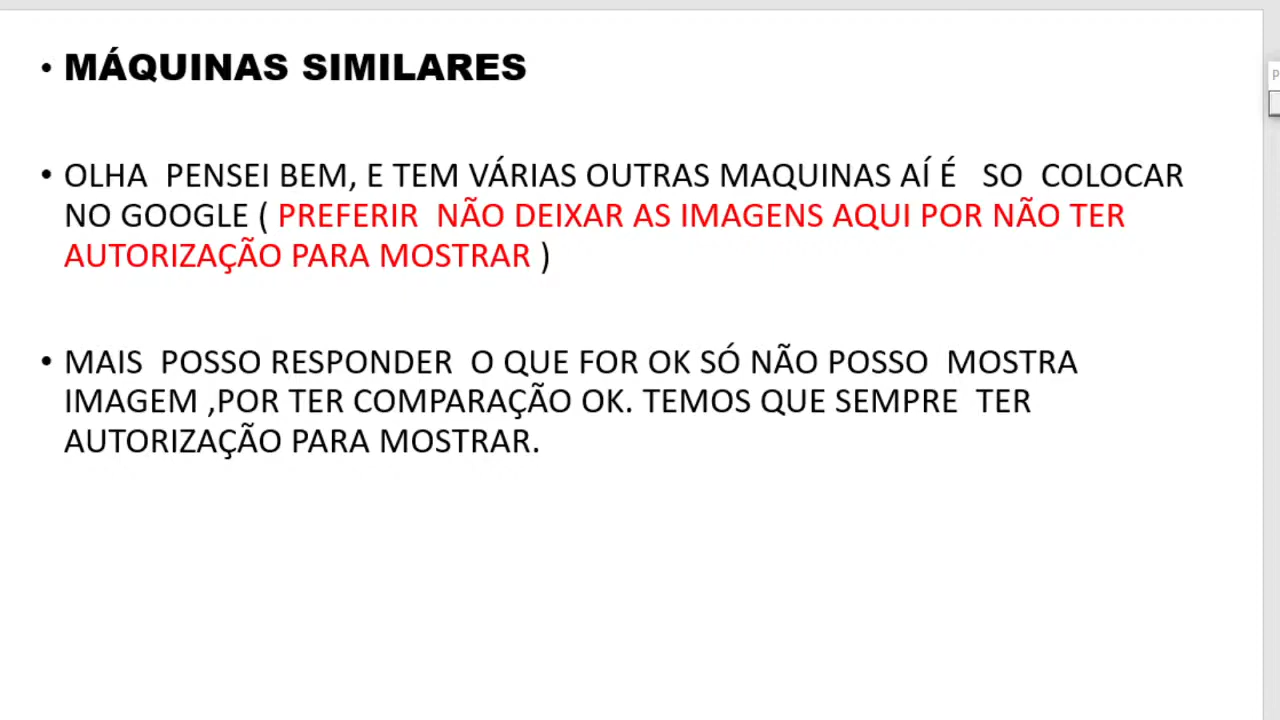 • MÁQUINAS SIMILARES
• OLHA PENSEI BEM, E TEM VÁRIAS OUTRAS MAQUINAS AÍ É SO COLOCAR
NO GOOGLE ( PREFERIR NÃO DEIXAR AS IMAGENS AQUI POR NÃO TER
AUTORIZAÇÃO PARA MOSTRAR )
• MAIS POSSO RESPONDER O QUE FOR OK SÓ NÃO POSSO MOSTRA
IMAGEM ,POR TER COMPARAÇÃO OK. TEMOS QUE SEMPRE TER
AUTORIZAÇÃO PARA MOSTRAR.